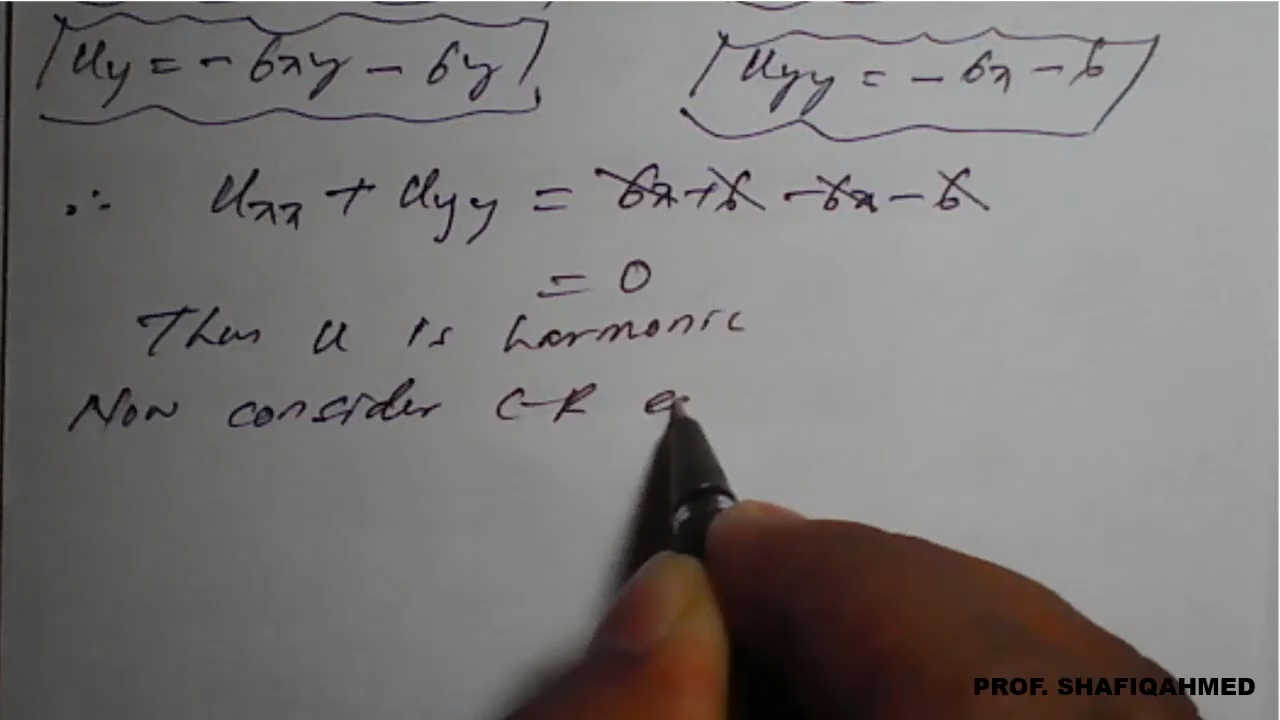 Uy = - 6xy - 6y
Uyy = - 6x - 6
∴ Uxx + Uyy = 6x + 6 - 6x - 6
= 0
Thus U is harmonic
Now consider C-R e
PROF. SHAFIQAHMED